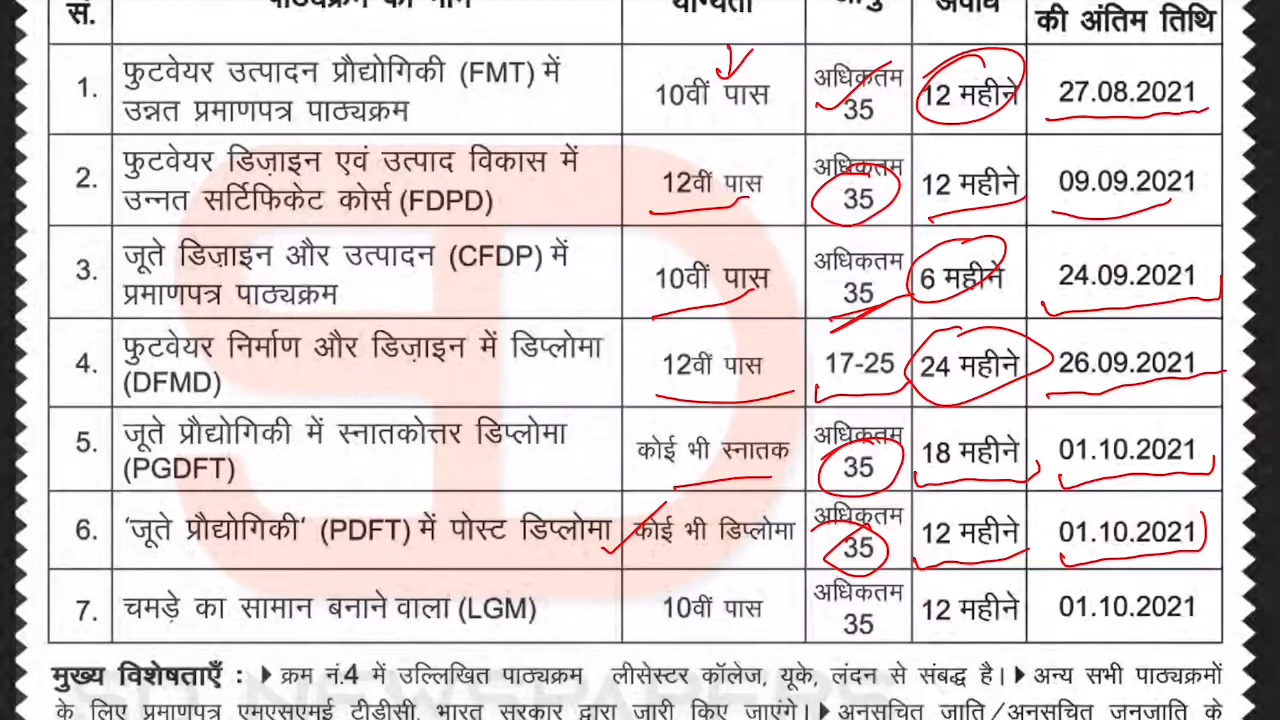 सं. पाठ्यक्रम का नाम योग्यता आयु अवधि
की अंतिम तिथि
1. फुटवेयर उत्पादन प्रौद्योगिकी (FMT) में
उन्नत प्रमाणपत्र पाठ्यक्रम
10वीं पास
अधिकतम
35
12 महीने
27.08.2021
2. फुटवेयर डिज़ाइन एवं उत्पाद विकास में
उन्नत सर्टिफिकेट कोर्स (FDPD)
12वीं पास
अधिकतम
35
12 महीने
09.09.2021
3. जूते डिज़ाइन और उत्पादन (CFDP) में
प्रमाणपत्र पाठ्यक्रम
10वीं पास
अधिकतम
35
6 महीने
24.09.2021
4. फुटवेयर निर्माण और डिज़ाइन में डिप्लोमा
(DFMD)
12वीं पास
17-25
24 महीने
26.09.2021
5. जूते प्रौद्योगिकी में स्नातकोत्तर डिप्लोमा
(PGDFT)
कोई भी स्नातक
अधिकतम
35
18 महीने
01.10.2021
6. 'जूते प्रौद्योगिकी' (PDFT) में पोस्ट डिप्लोमा
कोई भी डिप्लोमा
अधिकतम
35
12 महीने
01.10.2021
7. चमड़े का सामान बनाने वाला (LGM)
10वीं पास
अधिकतम
35
12 महीने
01.10.2021
मुख्य विशेषताएँ : क्रम नं.4 में उल्लिखित पाठ्यक्रम लीसेस्टर कॉलेज, यूके, लंदन से संबद्ध है। अन्य सभी पाठ्यक्रमों
के लिए प्रमाणपत्र एमएसएमई टीडीसी, भारत सरकार द्वारा जारी किए जाएंगे। अनुसूचित जाति/अनुसूचित जनजाति के